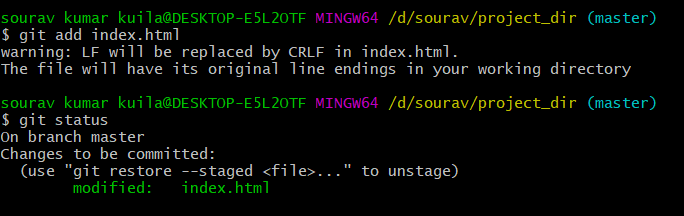 sourav kumar kuila@DESKTOP-E5L2OTF MINGW64 /d/sourav/project_dir (master)
$ git add index.html
warning: LF will be replaced by CRLF in index.html.
The file will have its original line endings in your working directory
sourav kumar kuila@DESKTOP-E5L2OTF MINGW64 /d/sourav/project_dir (master)
$ git status
On branch master
Changes to be committed:
  (use "git restore --staged <file>..." to unstage)
        modified:   index.html